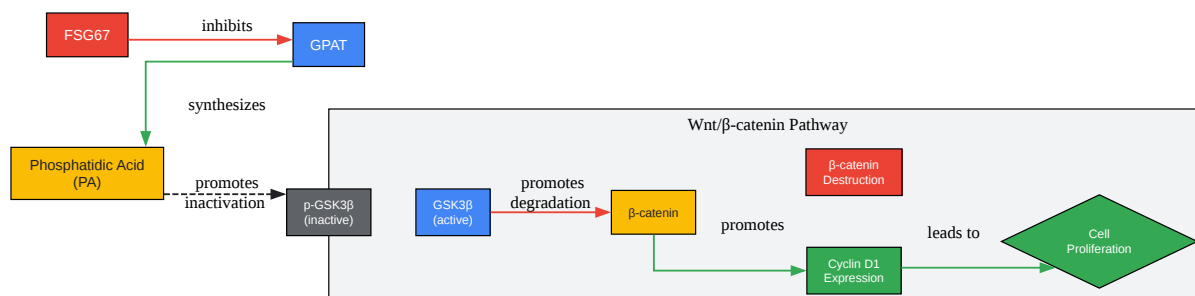 FSG67
inhibits
GPAT
synthesizes
Phosphatidic Acid
(PA)
promotes
inactivation
Wnt/β-catenin Pathway
p-GSK3β
(inactive)
GSK3β
(active)
promotes
degradation
β-catenin
β-catenin
Destruction
promotes
Cyclin D1
Expression
leads to
Cell
Proliferation